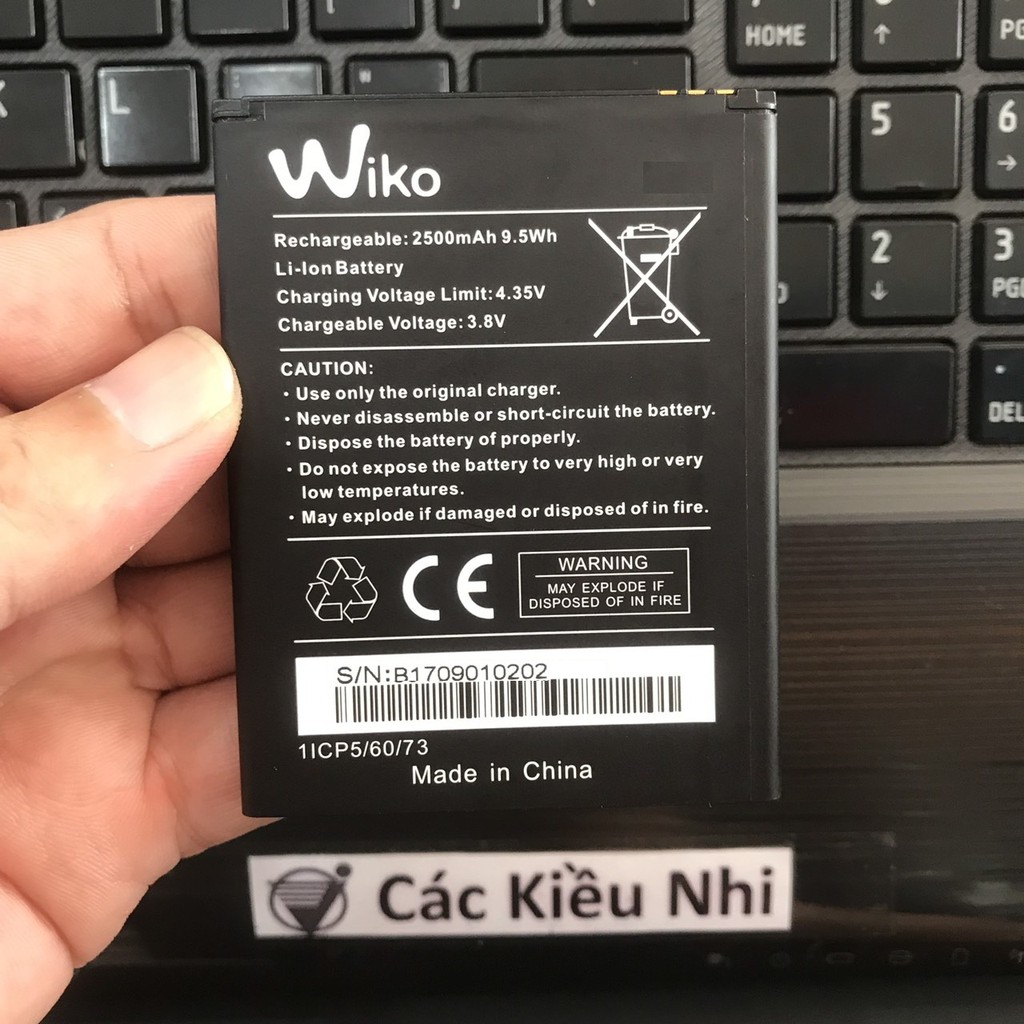 HOME
↑
PG
K
L
5
6
→
2
↓
3
PG
DEL
Wiko
Rechargeable: 2500mAh 9.5Wh
Li-Ion Battery
Charging Voltage Limit: 4.35V
Chargeable Voltage: 3.8V
CAUTION:
· Use only the original charger.
· Never disassemble or short-circuit the battery.
· Dispose the battery of properly.
· Do not expose the battery to very high or very
low temperatures.
· May explode if damaged or disposed of in fire.
CE
WARNING
MAY EXPLODE IF
DISPOSED OF IN FIRE
S/N:B1709010202
1ICP5/60/73
Made in China
Các Kiều Nhi